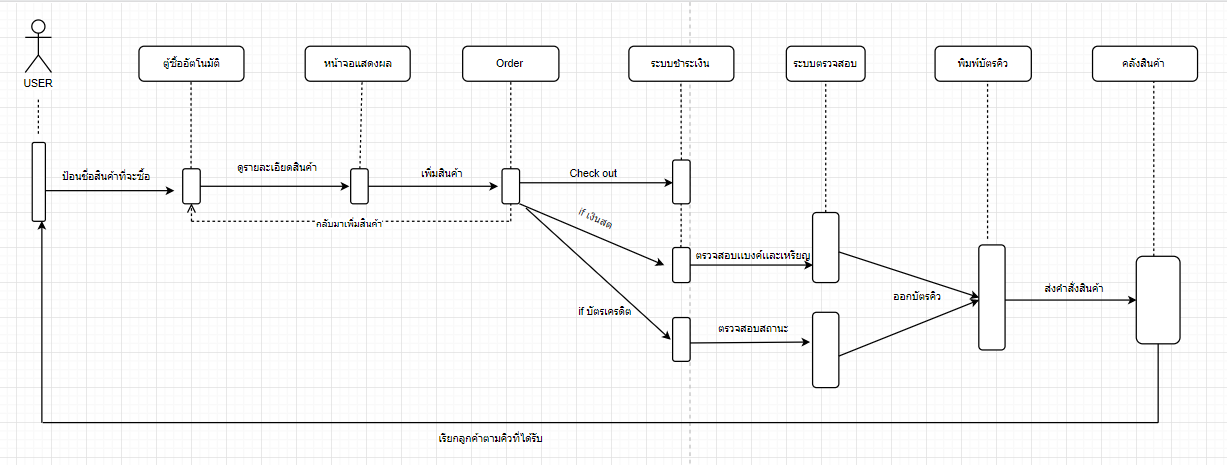 USER
ตู้ซื้ออัตโนมัติ
หน้าจอแสดงผล
Order
ระบบชำระเงิน
ระบบตรวจสอบ
พิมพ์บัตรคิว
คลังสินค้า
ป้อนชื่อสินค้าที่จะซื้อ
ดูรายละเอียดสินค้า
เพิ่มสินค้า
Check out
กลับมาเพิ่มสินค้า
if เงินสด
ตรวจสอบแบงค์และเหรียญ
ออกบัตรคิว
ส่งคำสั่งสินค้า
if บัตรเครดิต
ตรวจสอบสถานะ
เรียกลูกค้าตามคิวที่ได้รับ